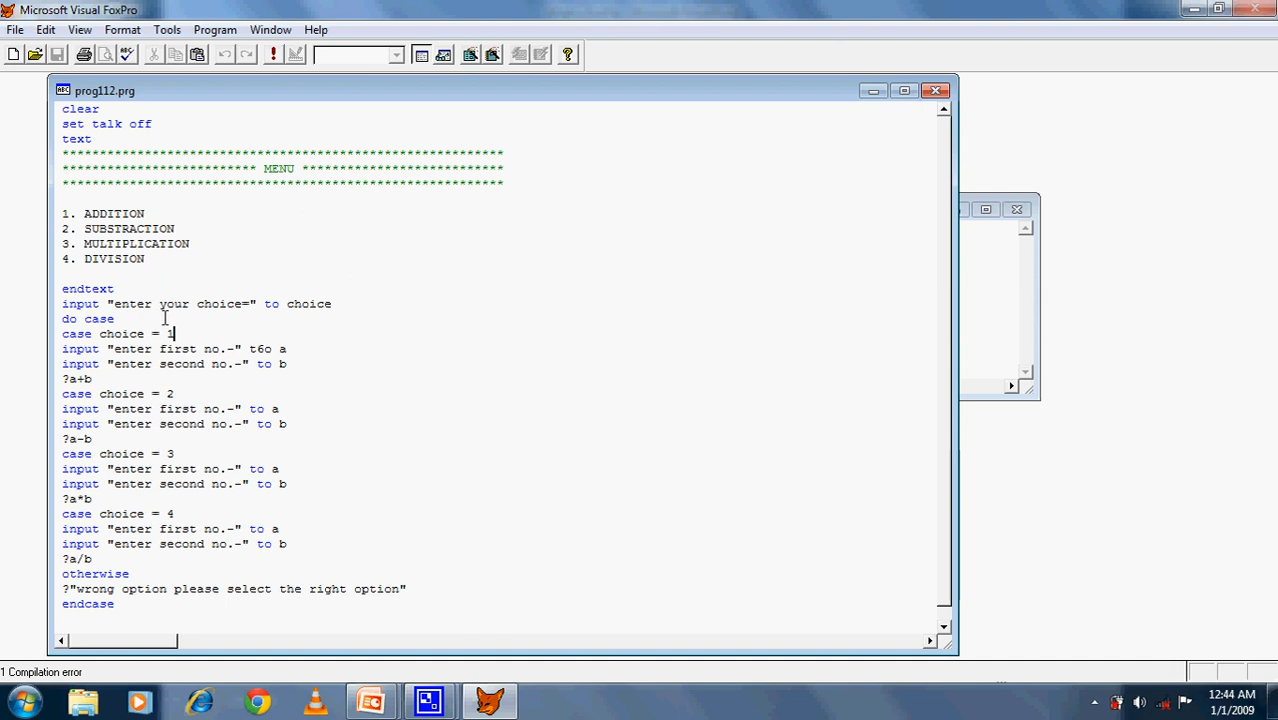 Microsoft Visual FoxPro
File Edit View Format Tools Program Window Help
prog112.prg
clear
set talk off
text
***********************************************************
************************** MENU ***************************
***********************************************************
1. ADDITION
2. SUBSTRACTION
3. MULTIPLICATION
4. DIVISION
endtext
input "enter your choice=" to choice
do case
case choice = 1
input "enter first no.-" t6o a
input "enter second no.-" to b
?a+b
case choice = 2
input "enter first no.-" to a
input "enter second no.-" to b
?a-b
case choice = 3
input "enter first no.-" to a
input "enter second no.-" to b
?a*b
case choice = 4
input "enter first no.-" to a
input "enter second no.-" to b
?a/b
otherwise
?"wrong option please select the right option"
endcase
1 Compilation error
12:44 AM
1/1/2009